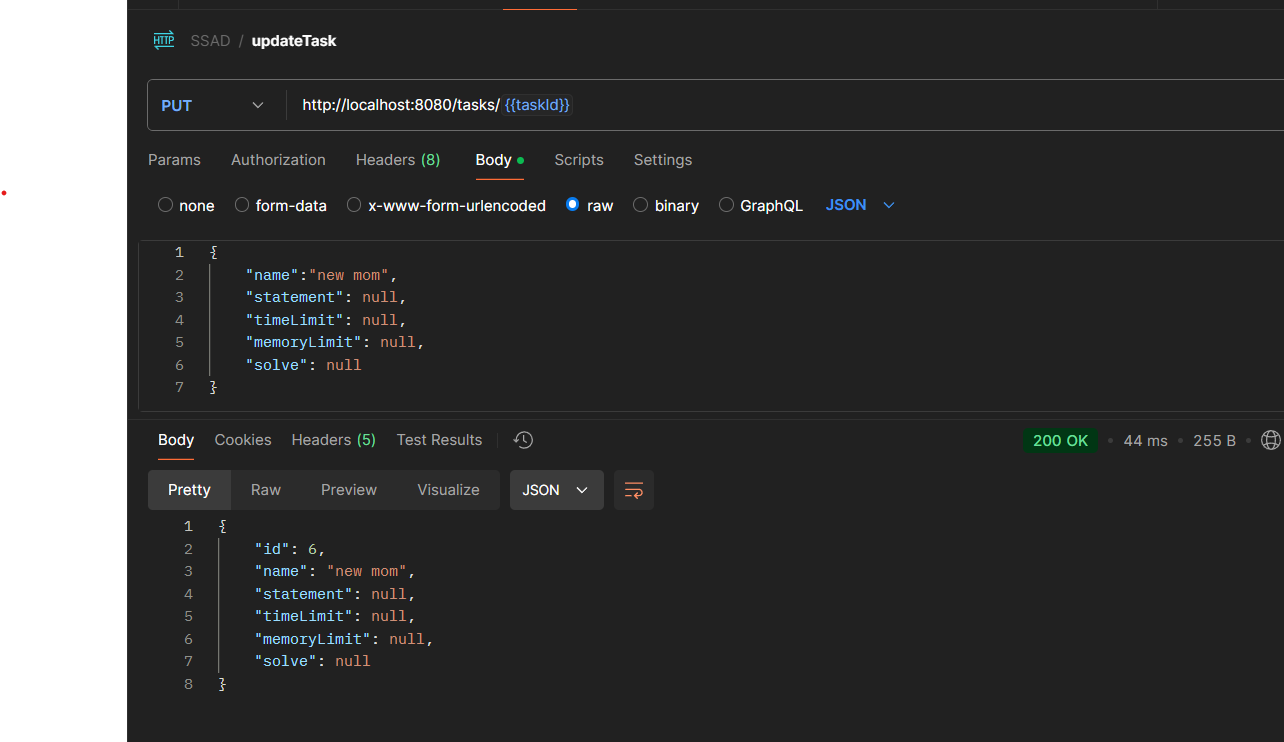 HTTP SSAD / updateTask
PUT http://localhost:8080/tasks/ {{taskId}}
Params Authorization Headers (8) Body Scripts Settings
none form-data x-www-form-urlencoded raw binary GraphQL JSON
1 {
2 "name":"new mom",
3 "statement": null,
4 "timeLimit": null,
5 "memoryLimit": null,
6 "solve": null
7 }
Body Cookies Headers (5) Test Results 200 OK 44 ms 255 B
Pretty Raw Preview Visualize JSON
1 {
2 "id": 6,
3 "name": "new mom",
4 "statement": null,
5 "timeLimit": null,
6 "memoryLimit": null,
7 "solve": null
8 }